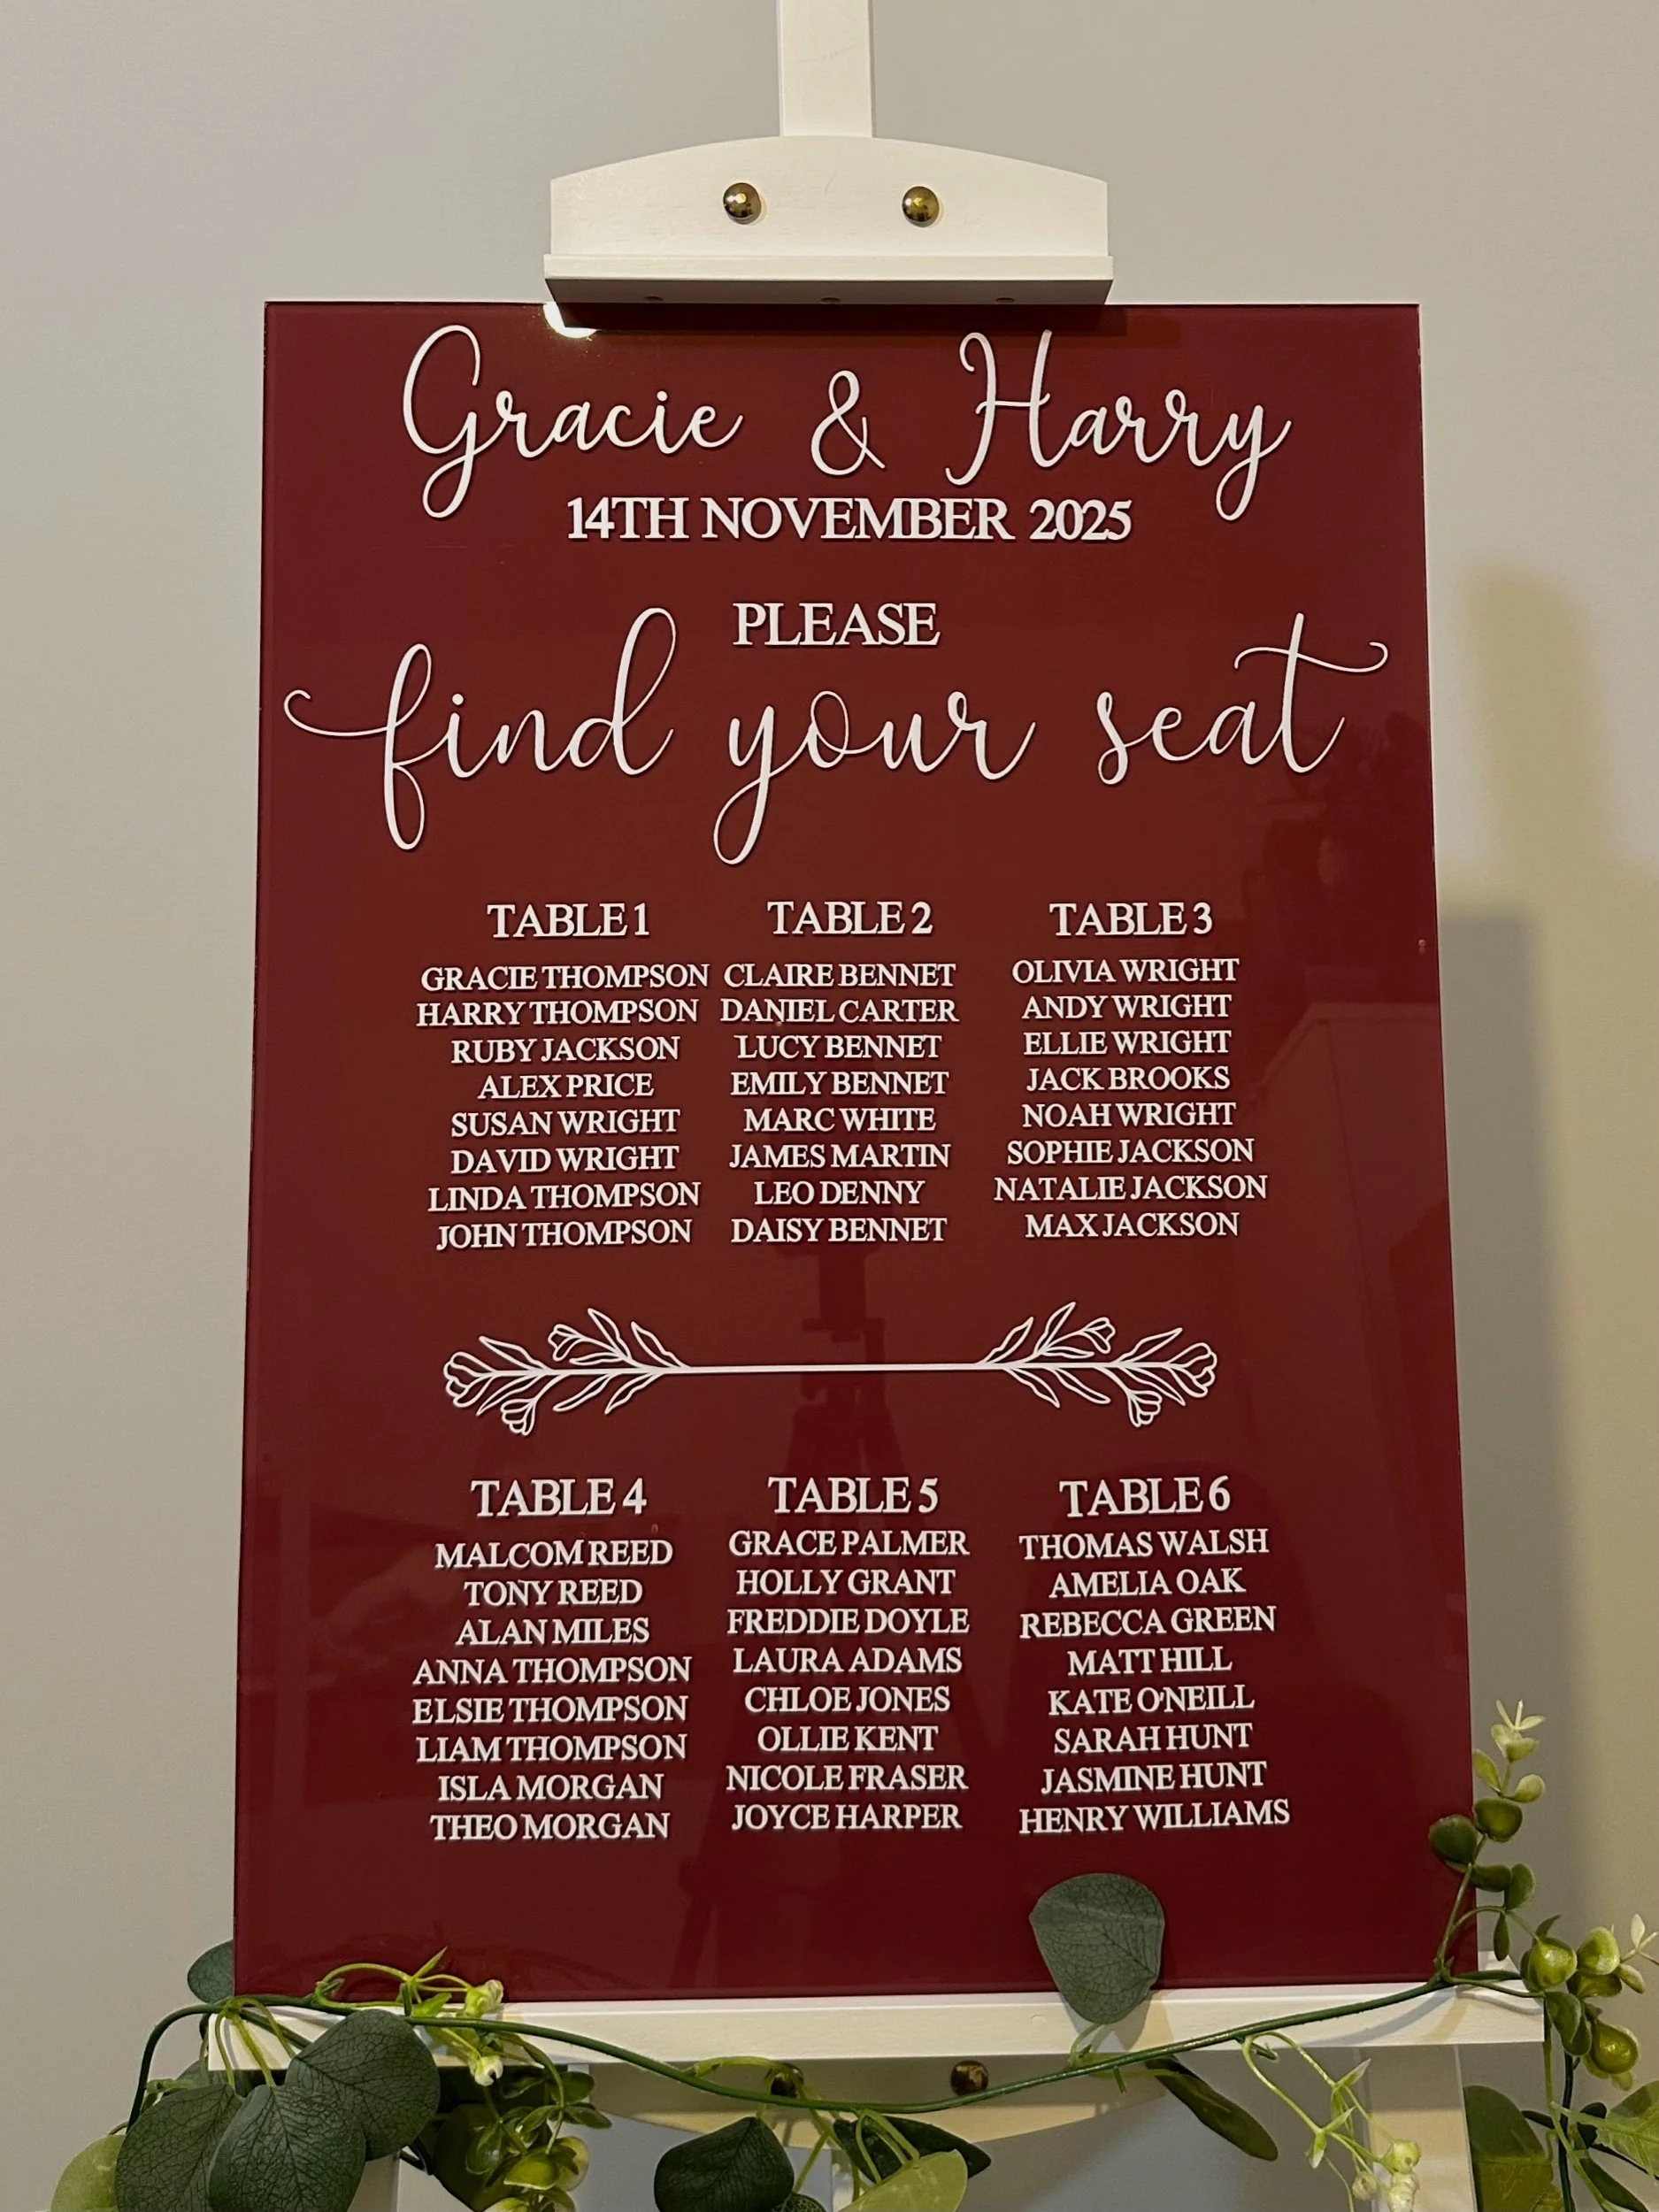 Gracie & Harry
14TH NOVEMBER 2025
PLEASE
find your seat
TABLE 1
GRACIE THOMPSON
HARRY THOMPSON
RUBY JACKSON
ALEX PRICE
SUSAN WRIGHT
DAVID WRIGHT
LINDA THOMPSON
JOHN THOMPSON
TABLE 2
CLAIRE BENNET
DANIEL CARTER
LUCY BENNET
EMILY BENNET
MARC WHITE
JAMES MARTIN
LEO DENNY
DAISY BENNET
TABLE 3
OLIVIA WRIGHT
ANDY WRIGHT
ELLIE WRIGHT
JACK BROOKS
NOAH WRIGHT
SOPHIE JACKSON
NATALIE JACKSON
MAX JACKSON
TABLE 4
MALCOM REED
TONY REED
ALAN MILES
ANNA THOMPSON
ELSIE THOMPSON
LIAM THOMPSON
ISLA MORGAN
THEO MORGAN
TABLE 5
GRACE PALMER
HOLLY GRANT
FREDDIE DOYLE
LAURA ADAMS
CHLOE JONES
OLLIE KENT
NICOLE FRASER
JOYCE HARPER
TABLE 6
THOMAS WALSH
AMELIA OAK
REBECCA GREEN
MATT HILL
KATE O'NEILL
SARAH HUNT
JASMINE HUNT
HENRY WILLIAMS